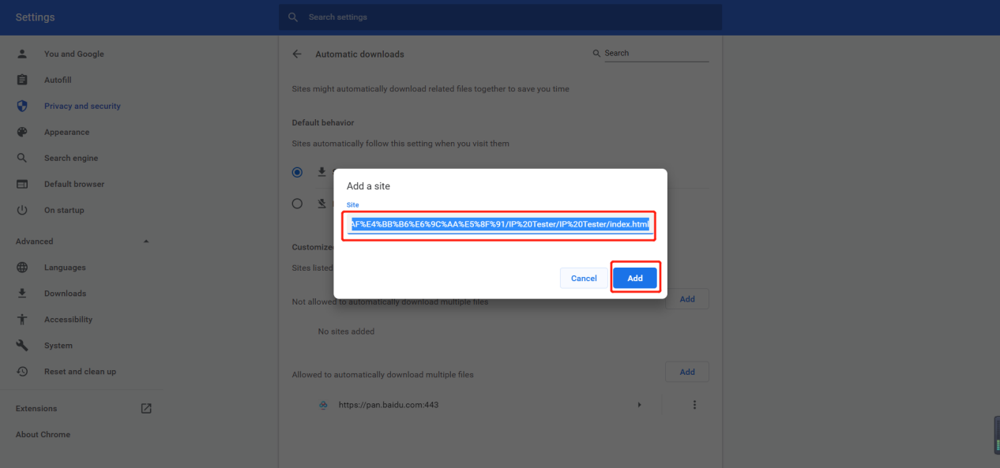 Settings
Search settings
You and Google
Autofill
Privacy and security
Appearance
Search engine
Default browser
On startup
Advanced
Languages
Downloads
Accessibility
System
Reset and clean up
Extensions
About Chrome
Automatic downloads
Search
Sites might automatically download related files together to save you time
Default behavior
Sites automatically follow this setting when you visit them
Add a site
Site
AF%E4%BB%B6%E6%9C%AA%E5%8F%91/IP%20Tester/IP%20Tester/index.html
Cancel
Add
Sites listed
Not allowed to automatically download multiple files
Add
No sites added
Allowed to automatically download multiple files
Add
https://pan.baidu.com:443